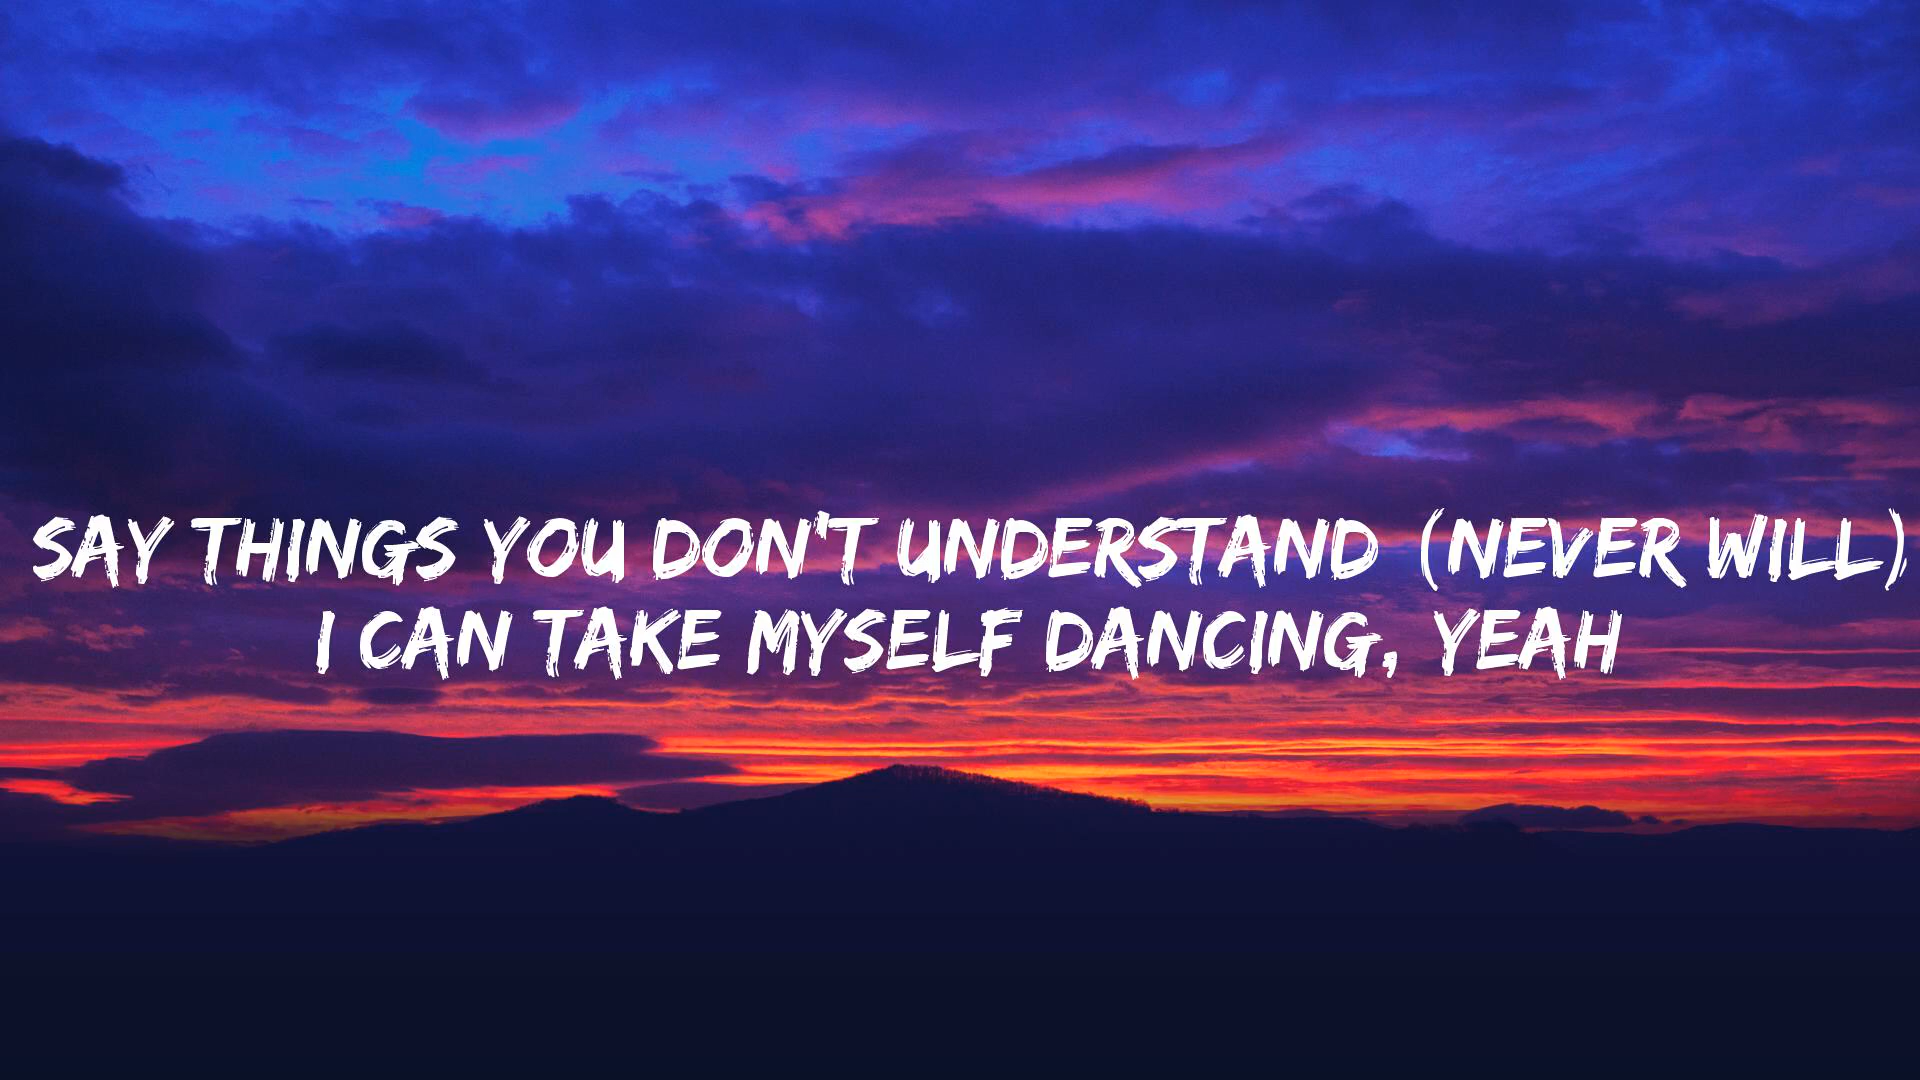 SAY THINGS YOU DON'T UNDERSTAND (NEVER WILL)
I CAN TAKE MYSELF DANCING, YEAH